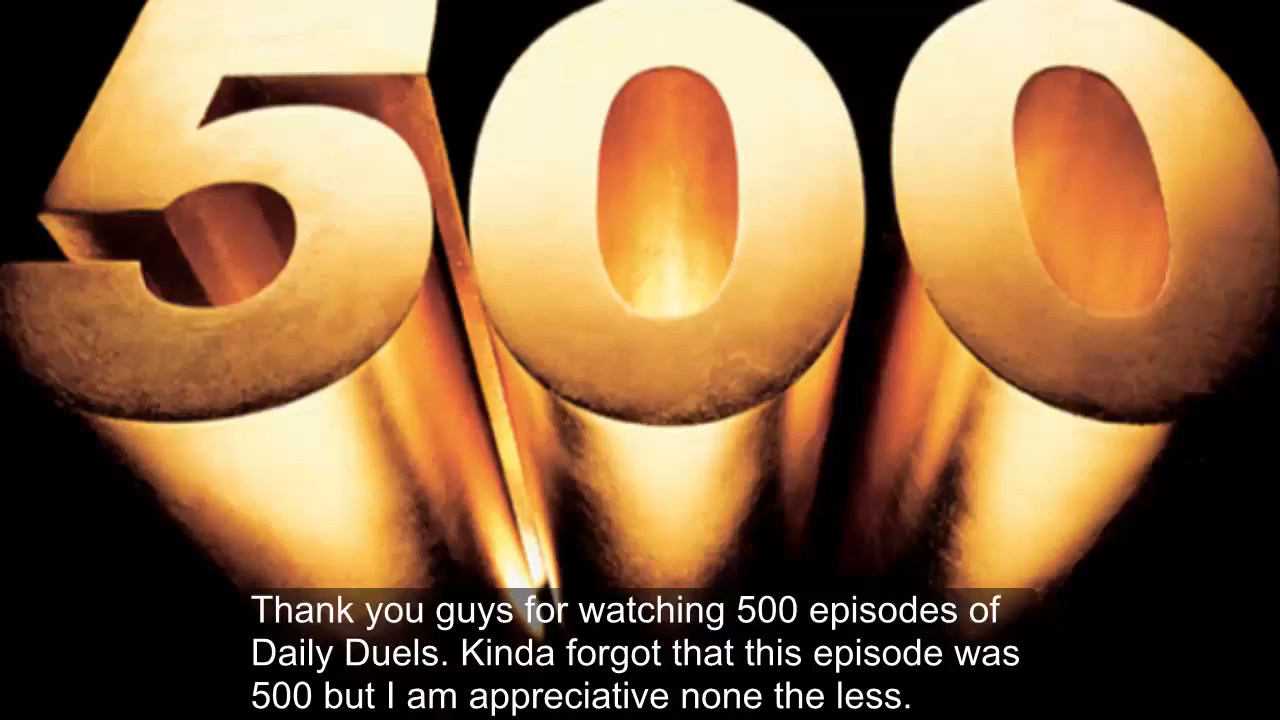 500
Thank you guys for watching 500 episodes of
Daily Duels. Kinda forgot that this episode was
500 but I am appreciative none the less.